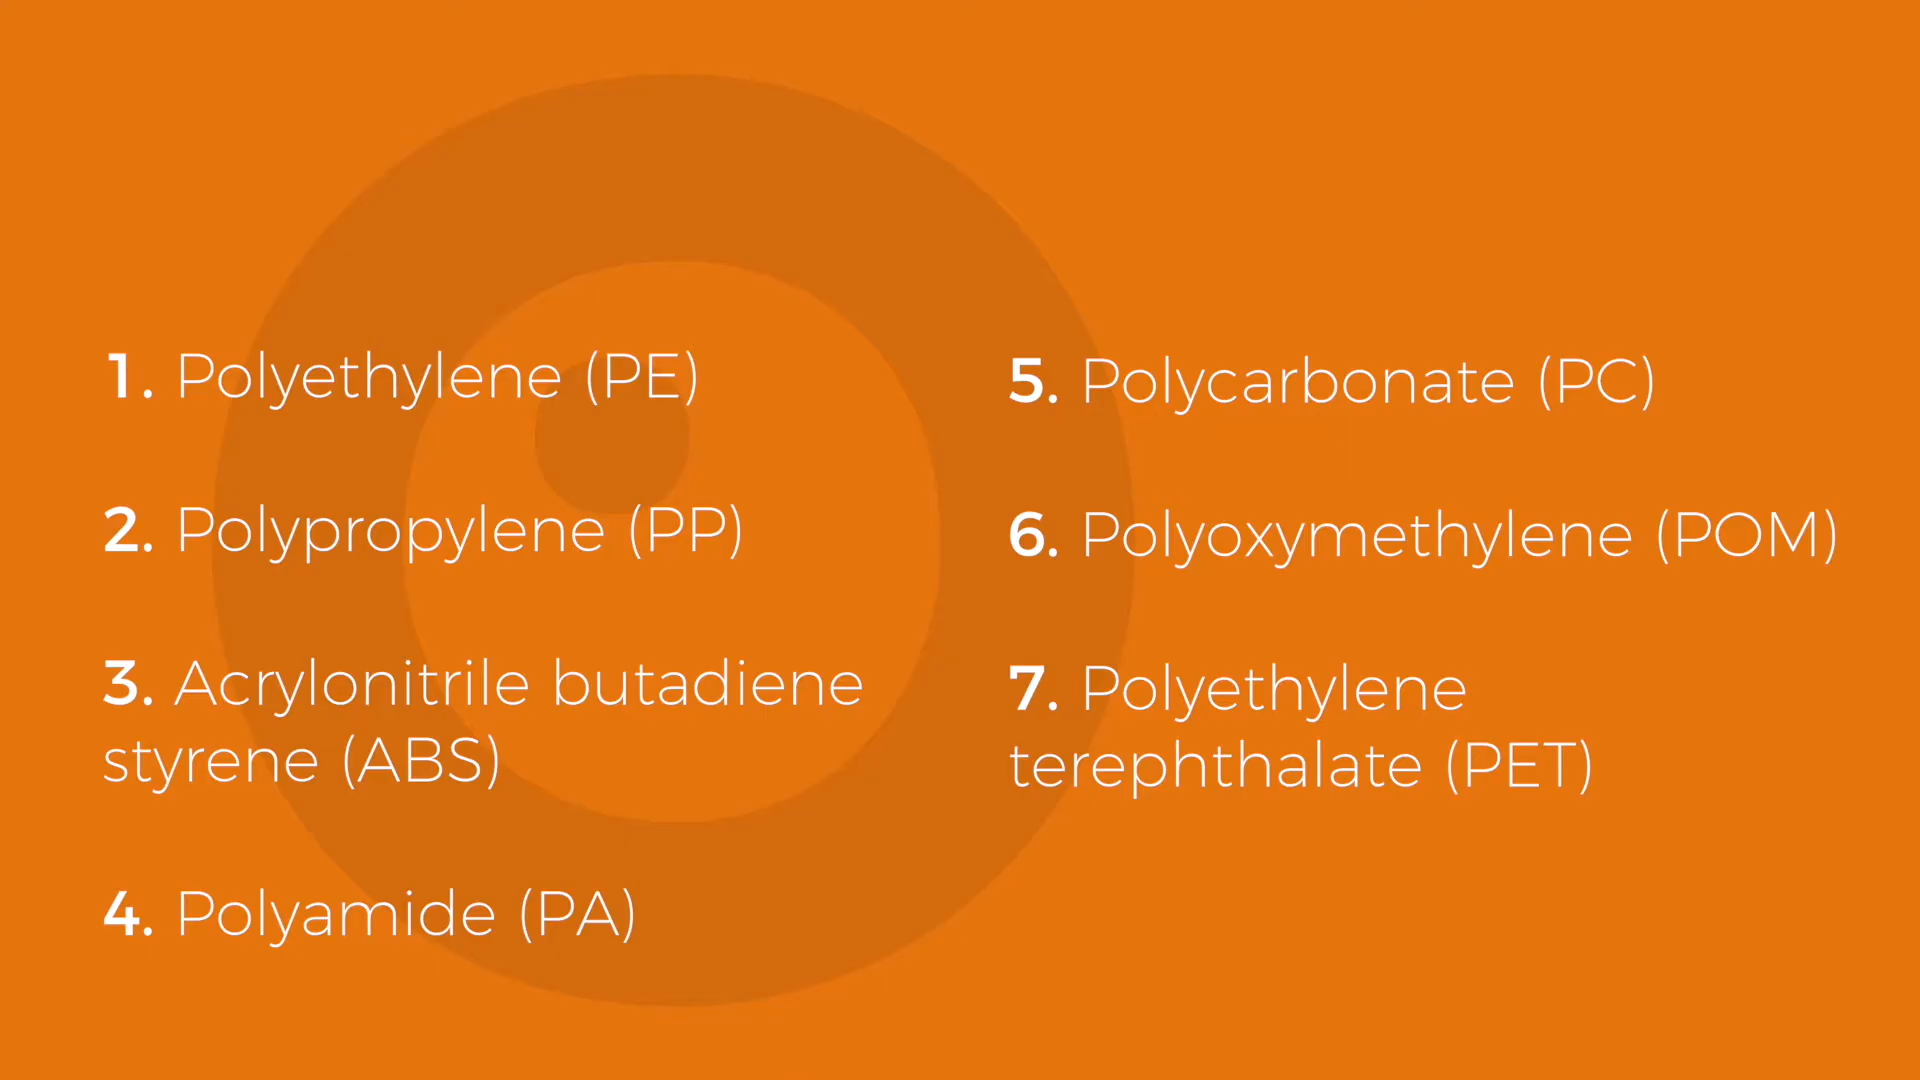 1. Polyethylene (PE)
2. Polypropylene (PP)
3. Acrylonitrile butadiene
styrene (ABS)
4. Polyamide (PA)
5. Polycarbonate (PC)
6. Polyoxymethylene (POM)
7. Polyethylene
terephthalate (PET)